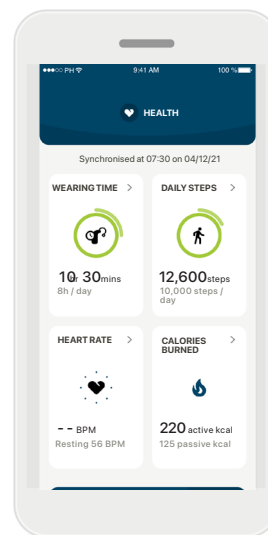 PH 9:41 AM 100 %
HEALTH
Synchronised at 07:30 on 04/12/21
WEARING TIME >
10hr 30mins
8h / day
DAILY STEPS >
12,600steps
10,000 steps /
day
HEART RATE >
- - BPM
Resting 56 BPM
CALORIES >
BURNED
220 active kcal
125 passive kcal